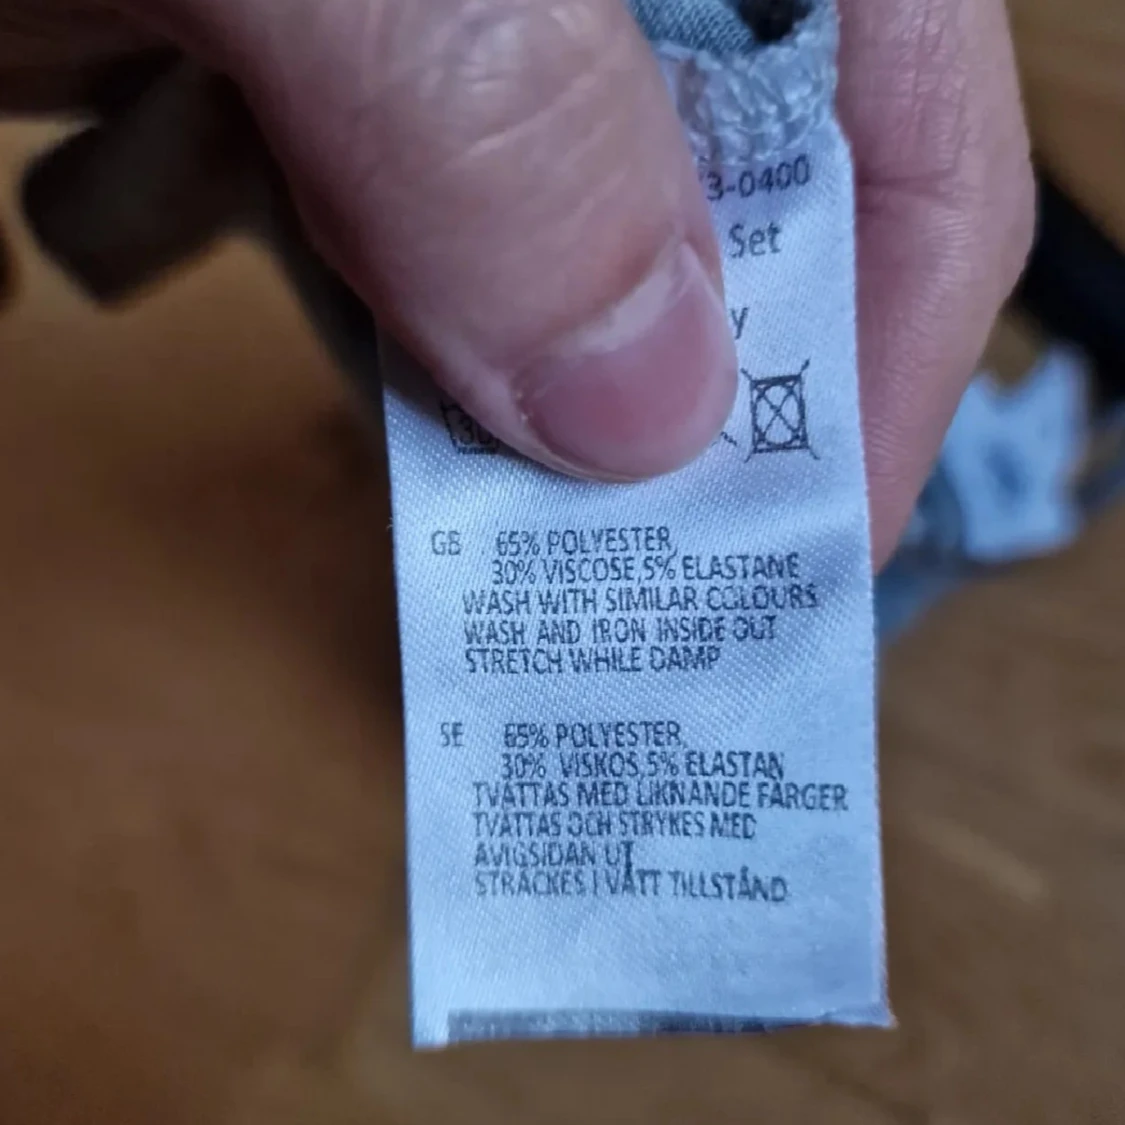 3-0400
Set
y
30
GB 65% POLYESTER,
30% VISCOSE,5% ELASTANE
WASH WITH SIMILAR COLOURS
WASH AND IRON INSIDE OUT
STRETCH WHILE DAMP
SE 65% POLYESTER,
30% VISKOS,5% ELASTAN
TVÄTTAS MED LIKNANDE FÄRGER
TVÄTTAS OCH STRYKES MED
AVIGSIDAN UT
STRÄCKES I VÅTT TILLSTÅND